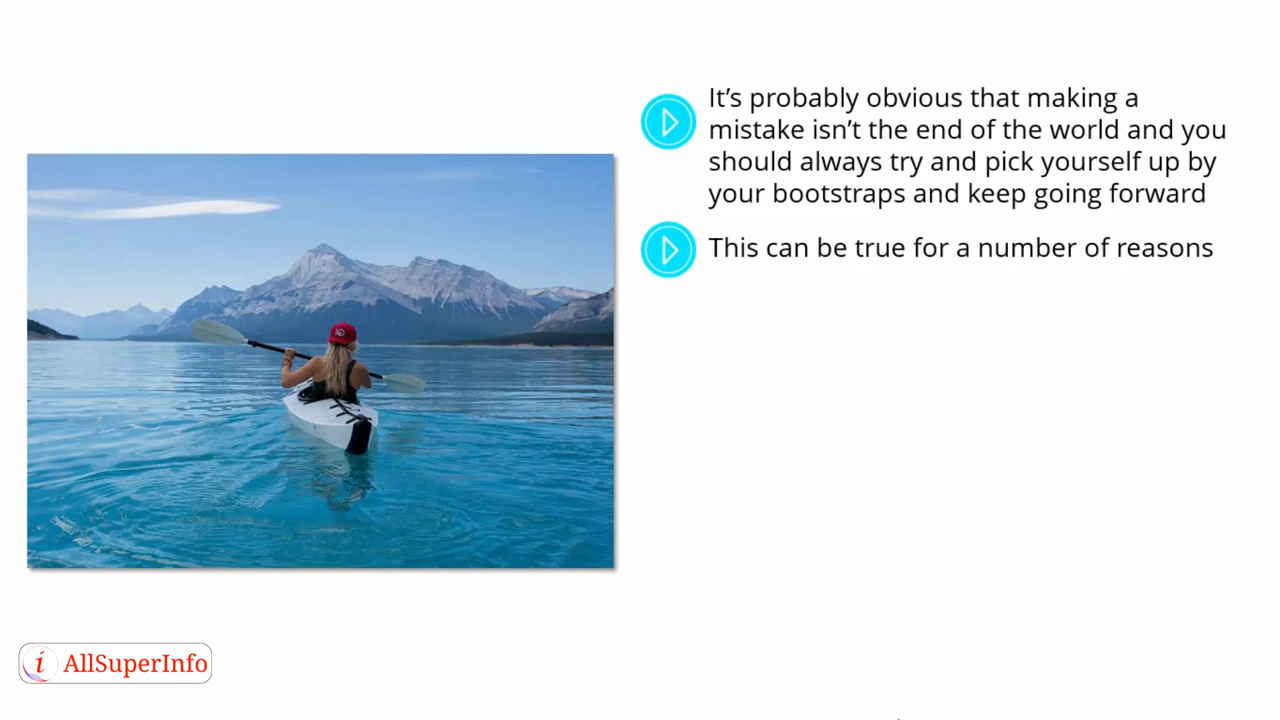 It’s probably obvious that making a
mistake isn’t the end of the world and you
should always try and pick yourself up by
your bootstraps and keep going forward
This can be true for a number of reasons
i AllSuperInfo